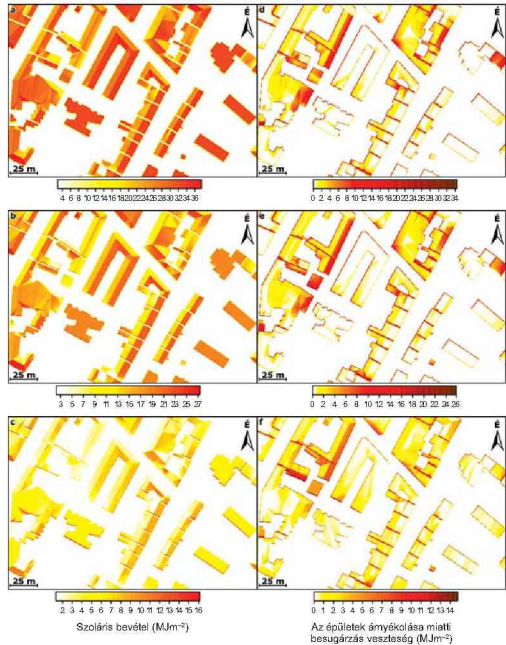 a É
25 m
4 6 8 10 12 14 16 18 20 22 24 26 28 30 32 34 36
d É
25 m
0 2 4 6 8 10 12 14 16 18 20 22 24 26 28 30 32 34
b É
25 m
3 5 7 9 11 13 15 17 19 21 23 25 27
e É
25 m
0 2 4 6 8 10 12 14 16 18 20 22 24 26
c É
25 m
2 3 4 5 6 7 8 9 10 11 12 13 14 15 16
Szoláris bevétel (MJm⁻²)
f É
25 m
0 1 2 3 4 5 6 7 8 9 10 11 12 13 14
Az épületek árnyékolása miatti
besugárzás veszteség (MJm⁻²)